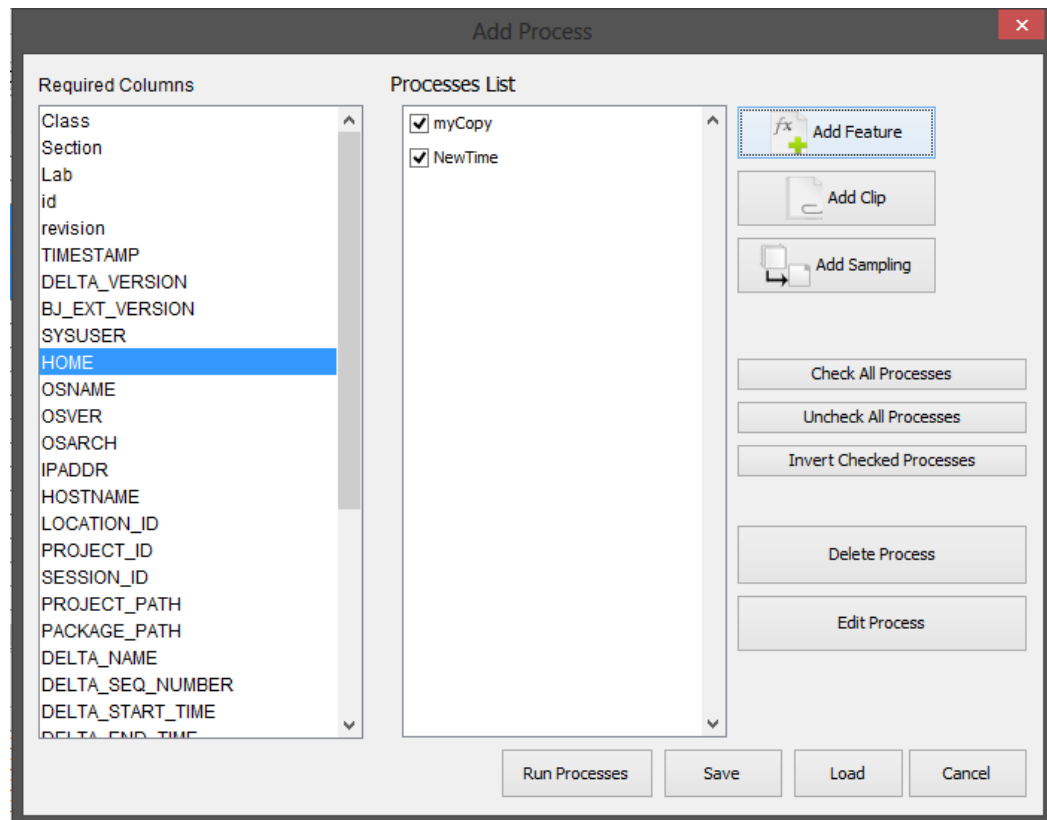 Add Process
Required Columns
Class
Section
Lab
id
revision
TIMESTAMP
DELTA_VERSION
BJ_EXT_VERSION
SYSUSER
HOME
OSNAME
OSVER
OSARCH
IPADDR
HOSTNAME
LOCATION_ID
PROJECT_ID
SESSION_ID
PROJECT_PATH
PACKAGE_PATH
DELTA_NAME
DELTA_SEQ_NUMBER
DELTA_START_TIME
DELTA_END_TIME
Processes List
myCopy
NewTime
fx
Add Feature
Add Clip
Add Sampling
Check All Processes
Uncheck All Processes
Invert Checked Processes
Delete Process
Edit Process
Run Processes
Save
Load
Cancel